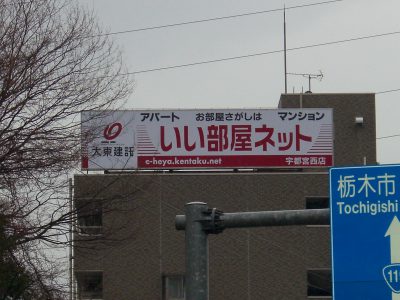 アパート お部屋さがしは マンション
いい部屋ネット
大東建託
e-heya.kentaku.net
宇都宮西店
栃木市
Tochigishi
119